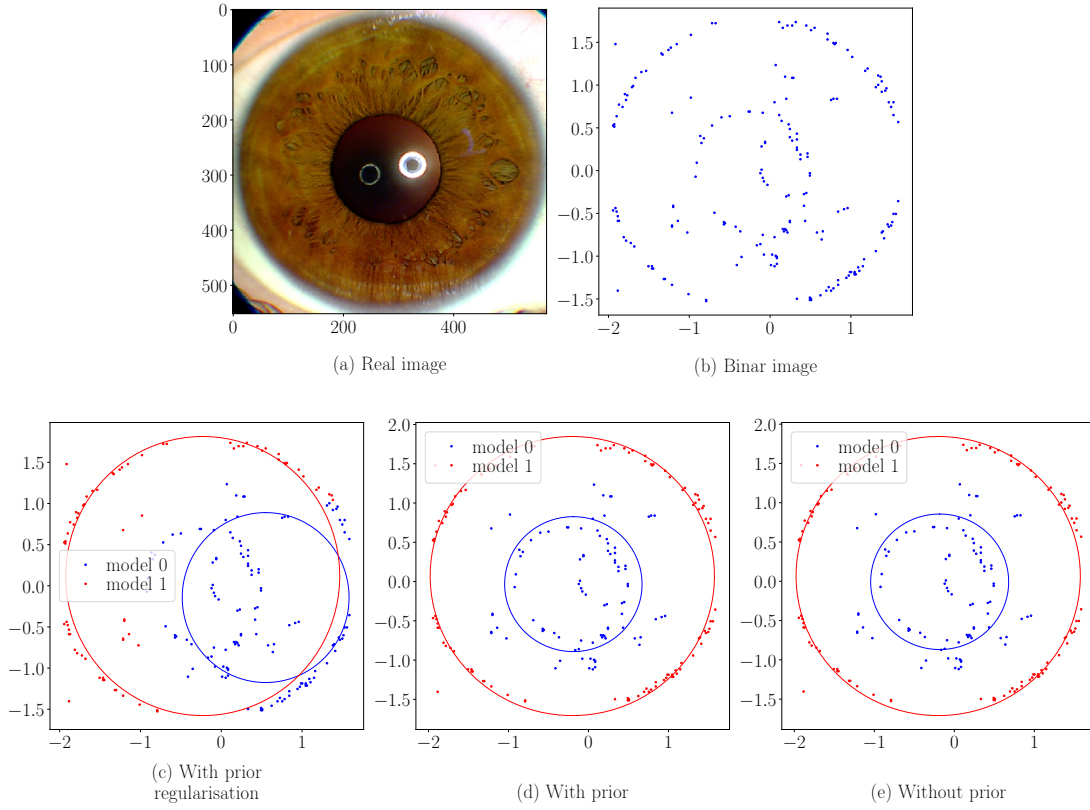 0
100
200
300
400
500
0 200 400
(a) Real image
1.5
1.0
0.5
0.0
−0.5
−1.0
−1.5
−2 −1 0 1
(b) Binar image
model 0
model 1
1.5
1.0
0.5
0.0
−0.5
−1.0
−1.5
−2 −1 0 1
(c) With prior
regularisation
2.0
model 0
model 1
1.5
1.0
0.5
0.0
−0.5
−1.0
−1.5
−2 −1 0 1
(d) With prior
2.0
model 0
model 1
1.5
1.0
0.5
0.0
−0.5
−1.0
−1.5
−2 −1 0 1
(e) Without prior